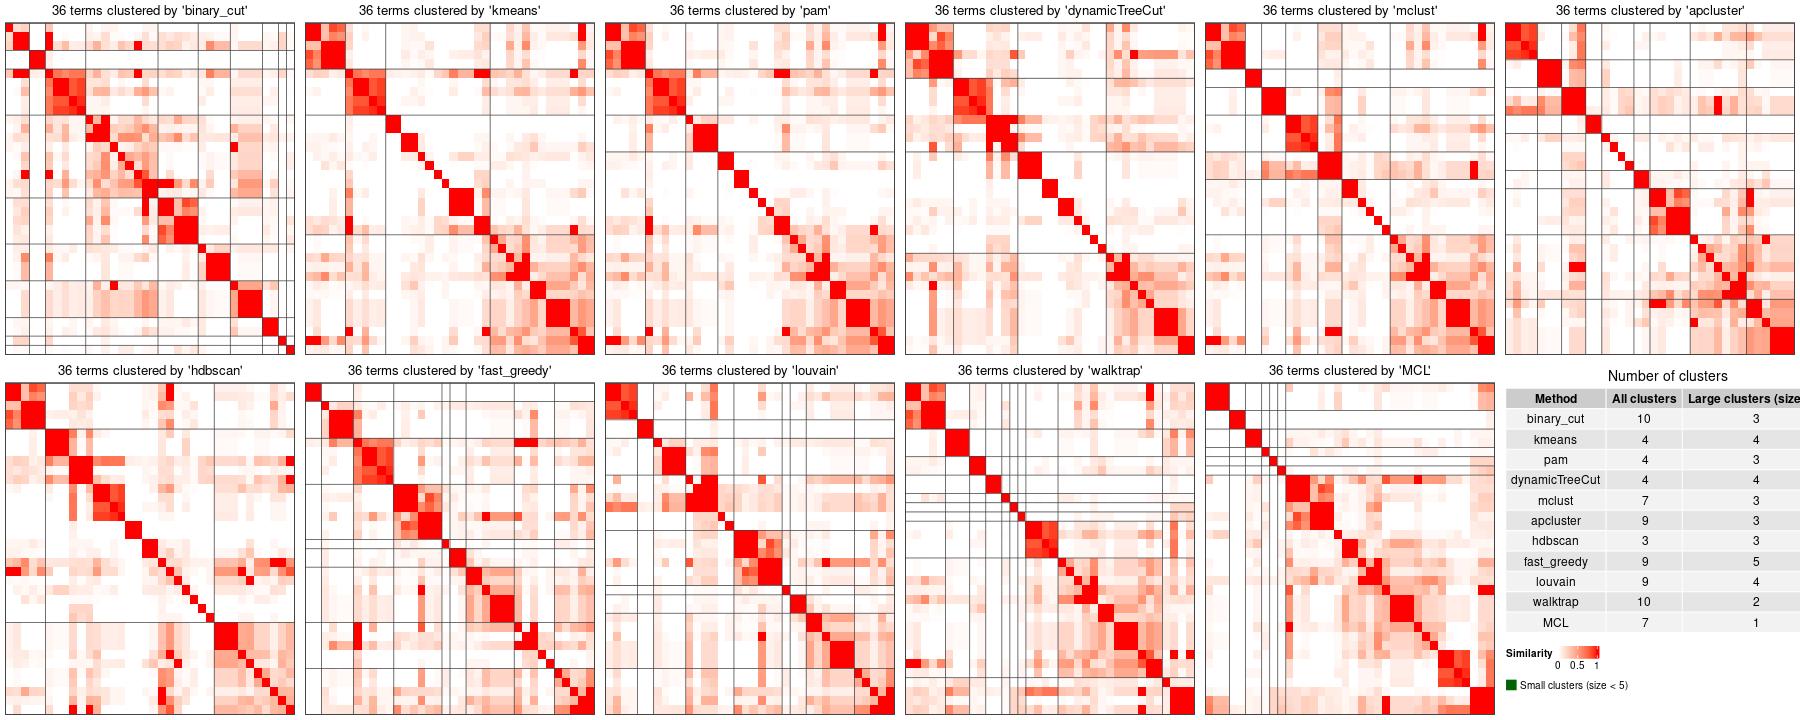 36 terms clustered by 'binary_cut'
36 terms clustered by 'kmeans'
36 terms clustered by 'pam'
36 terms clustered by 'dynamicTreeCut'
36 terms clustered by 'mclust'
36 terms clustered by 'apcluster'
36 terms clustered by 'hdbscan'
36 terms clustered by 'fast_greedy'
36 terms clustered by 'louvain'
36 terms clustered by 'walktrap'
36 terms clustered by 'MCL'
Number of clusters
Method All clusters Large clusters (size
binary_cut 10 3
kmeans 4 4
pam 4 3
dynamicTreeCut 4 4
mclust 7 3
apcluster 9 3
hdbscan 3 3
fast_greedy 9 5
louvain 9 4
walktrap 10 2
MCL 7 1
Similarity
0 0.5 1
Small clusters (size < 5)